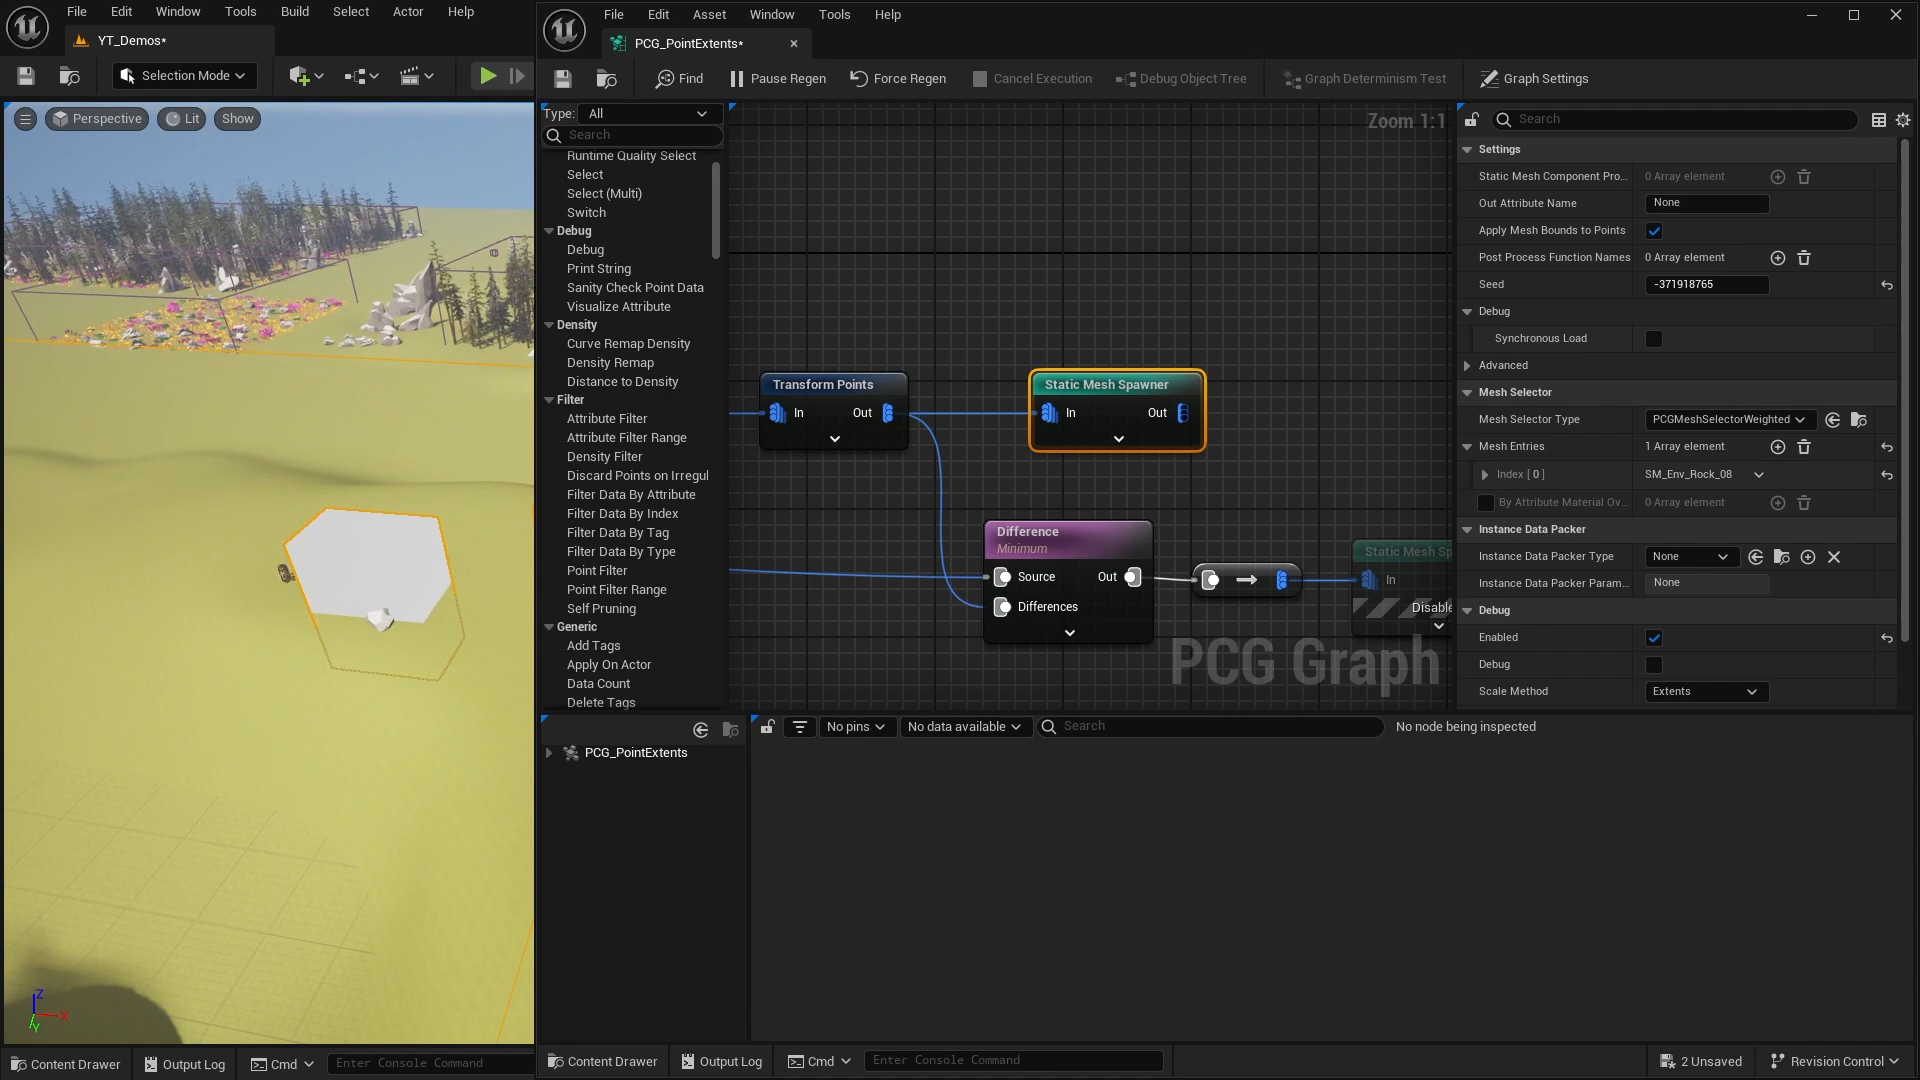 File Edit Window Tools Build Select Actor Help
YT_Demos*
Selection Mode
Perspective Lit Show
Z
X
Y
Content Drawer Output Log Cmd Enter Console Command
File Edit Asset Window Tools Help
PCG_PointExtents*
Find Pause Regen Force Regen Cancel Execution Debug Object Tree Graph Determinism Test Graph Settings
Type: All
Search
Runtime Quality Select
Select
Select (Multi)
Switch
Debug
Debug
Print String
Sanity Check Point Data
Visualize Attribute
Density
Curve Remap Density
Density Remap
Distance to Density
Filter
Attribute Filter
Attribute Filter Range
Density Filter
Discard Points on Irregul
Filter Data By Attribute
Filter Data By Index
Filter Data By Tag
Filter Data By Type
Point Filter
Point Filter Range
Self Pruning
Generic
Add Tags
Apply On Actor
Data Count
Delete Tags
Zoom 1:1
Transform Points
In Out
Static Mesh Spawner
In Out
Difference
Minimum
Source Out
Differences
Static Mesh Sp
In
Disable
PCG Graph
Search
Settings
Static Mesh Component Pro... 0 Array element
Out Attribute Name None
Apply Mesh Bounds to Points
Post Process Function Names 0 Array element
Seed -371918765
Debug
Synchronous Load
Advanced
Mesh Selector
Mesh Selector Type PCGMeshSelectorWeighted
Mesh Entries 1 Array element
Index [ 0 ] SM_Env_Rock_08
By Attribute Material Ov... 0 Array element
Instance Data Packer
Instance Data Packer Type None
Instance Data Packer Param... None
Debug
Enabled
Debug
Scale Method Extents
PCG_PointExtents
No pins No data available Search No node being inspected
Content Drawer Output Log Cmd Enter Console Command 2 Unsaved Revision Control